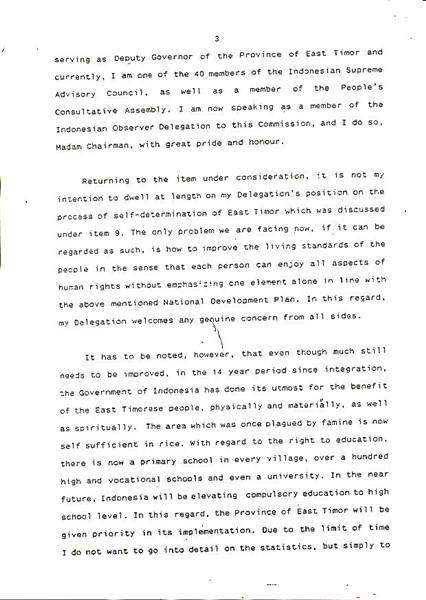 3
serving as Deputy Governor of the Province of East Timor and
currently, I am one of the 40 members of the Indonesian Supreme
Advisory Council, as well as a member of the People's
Consultative Assembly. I am now speaking as a member of the
Indonesian Observer Delegation to this Commission, and I do so,
Madam Chairman, with great pride and honour.
Returning to the item under consideration, it is not my
intention to dwell at length on my Delegation's position on the
process of self-determination of East Timor which was discussed
under item 9. The only problem we are facing now, if it can be
regarded as such, is how to improve the living standards of the
people in the sense that each person can enjoy all aspects of
human rights without emphasizing one element alone in line with
the above mentioned National Development Plan. In this regard,
my Delegation welcomes any genuine concern from all sides.
It has to be noted, however, that even though much still
needs to be improved, in the 14 year period since integration,
the Government of Indonesia has done its utmost for the benefit
of the East Timorese people, physically and materially, as well
as spiritually. The area which was once plagued by famine is now
self sufficient in rice. With regard to the right to education,
there is now a primary school in every village, over a hundred
high and vocational schools and even a university. In the near
future, Indonesia will be elevating compulsory education to high
school level. In this regard, the Province of East Timor will be
given priority in its implementation. Due to the limit of time
I do not want to go into detail on the statistics, but simply to